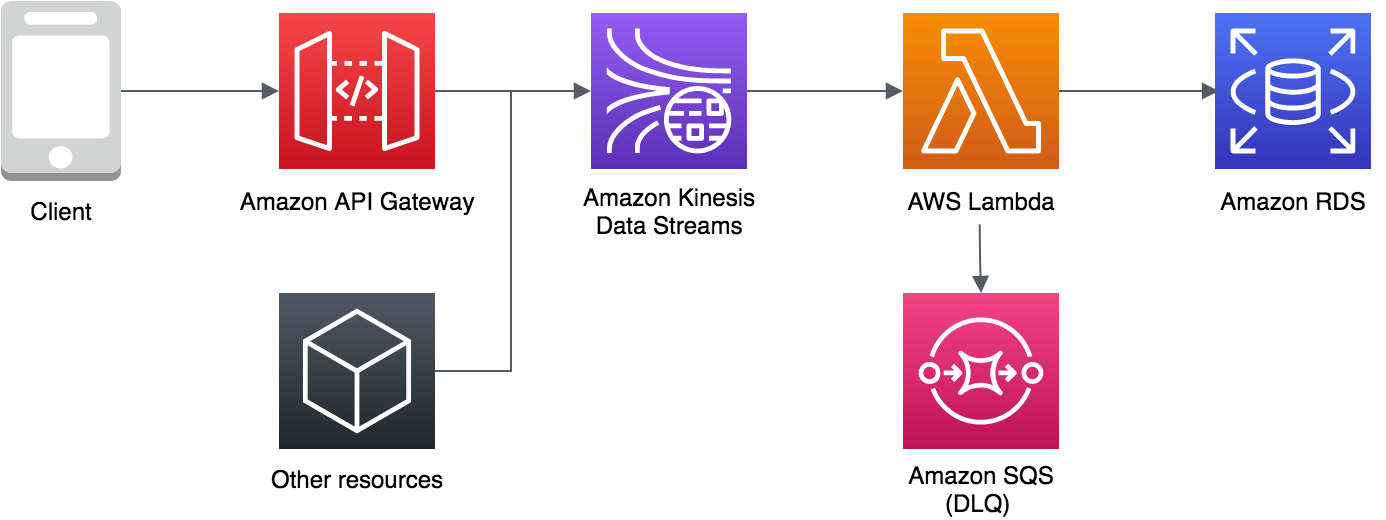 Client
Amazon API Gateway
Amazon Kinesis
Data Streams
AWS Lambda
Amazon RDS
Other resources
Amazon SQS
(DLQ)